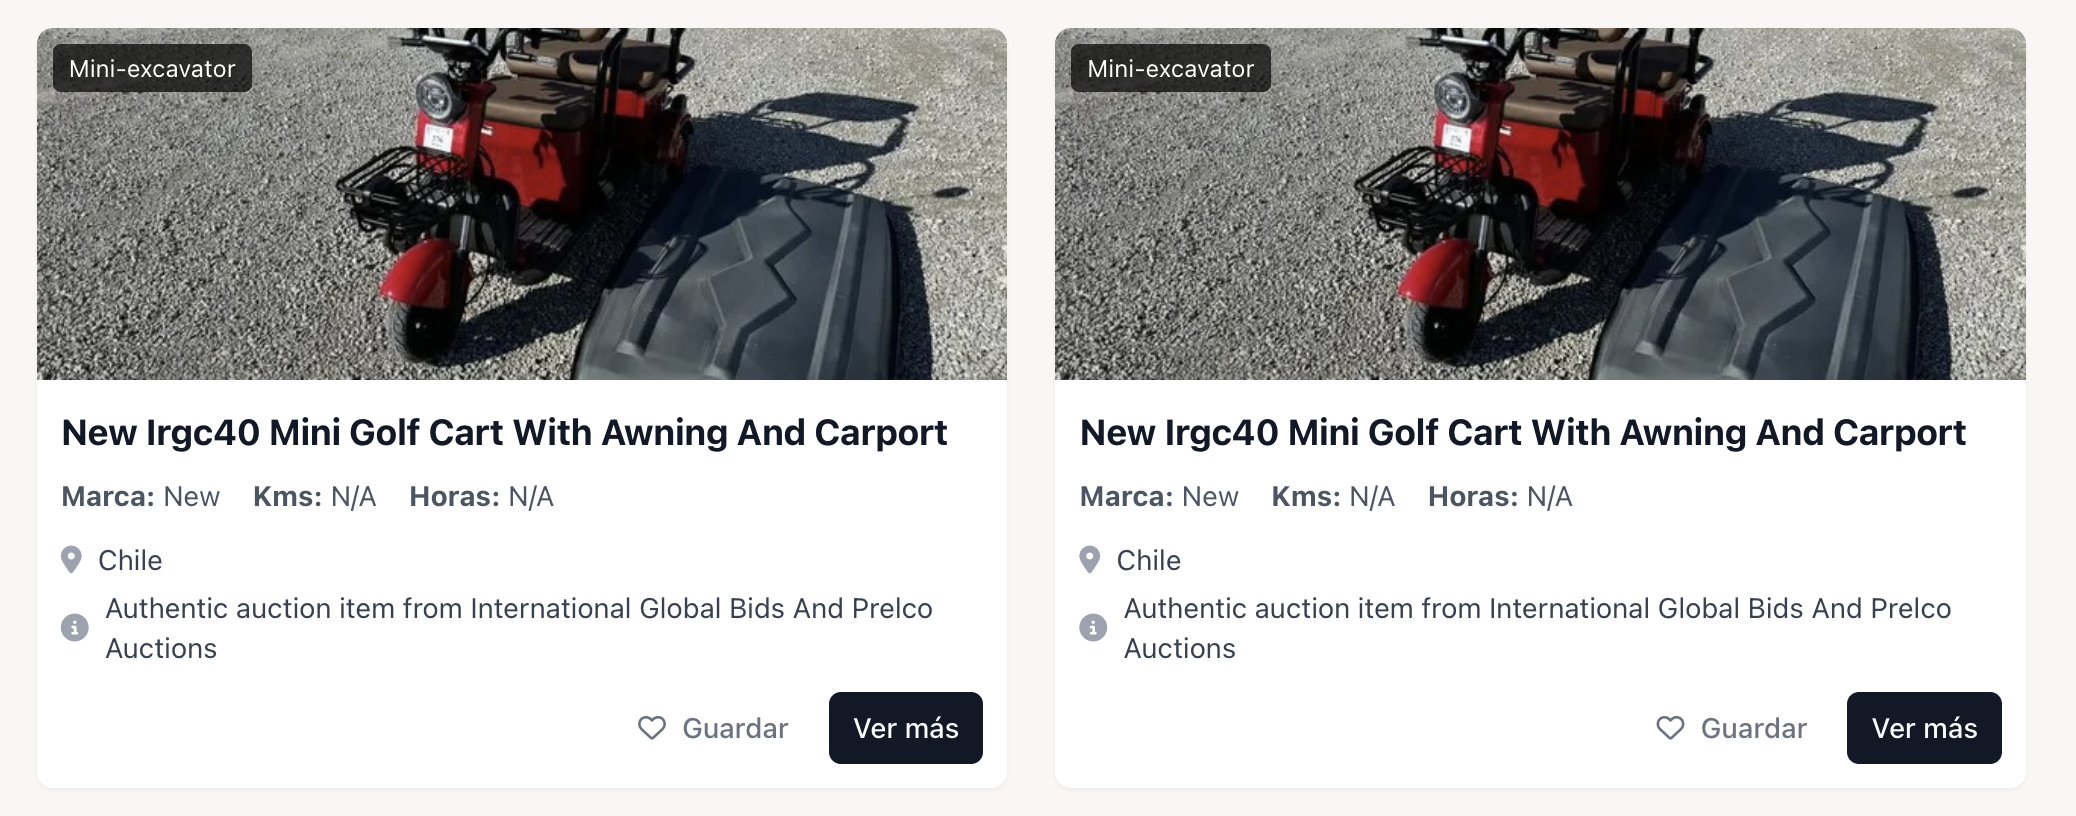 Mini-excavator
New Irgc40 Mini Golf Cart With Awning And Carport
Marca: New Kms: N/A Horas: N/A
Chile
Authentic auction item from International Global Bids And Prelco
Auctions
Guardar
Ver más
Mini-excavator
New Irgc40 Mini Golf Cart With Awning And Carport
Marca: New Kms: N/A Horas: N/A
Chile
Authentic auction item from International Global Bids And Prelco
Auctions
Guardar
Ver más